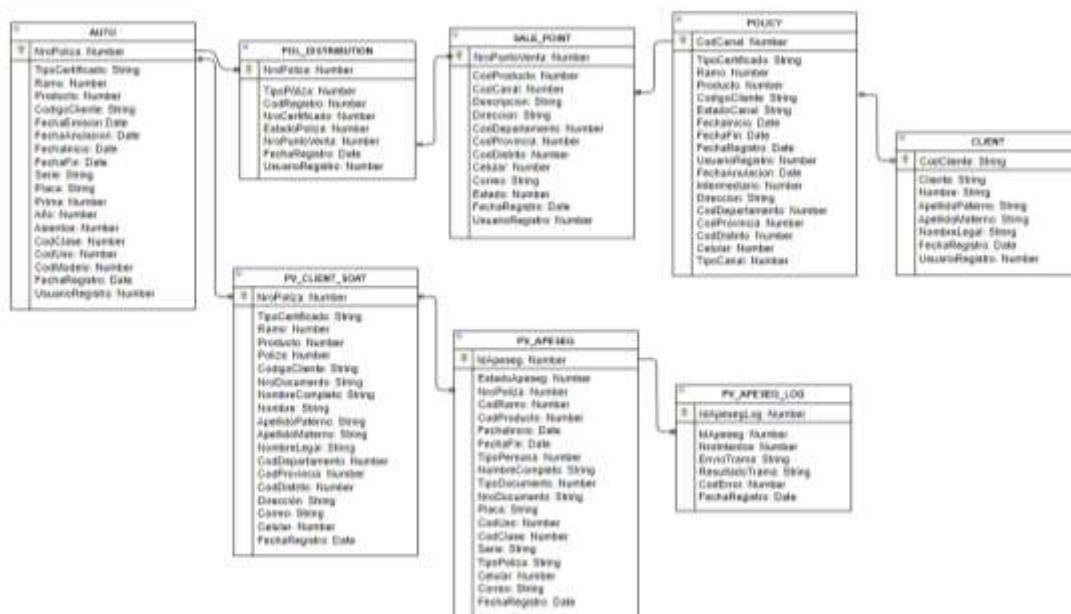 AUTO
NroPoliza: Number
TipoCertificado: String
Ramo: Number
Producto: Number
CodigoCliente: String
FechaEmision Date
FechaAnulacion: Date
FechaInicio: Date
FechaFin: Date
Serie: String
Placa: String
Prima: Number
Año: Number
Asientos: Number
CodClase: Number
CodUso: Number
CodModelo: Number
FechaRegistro: Date
UsuarioRegistro: Number
POL_DISTRIBUTION
NroPoliza: Number
TipoPoliza: Number
CodRegistro: Number
NroCertificado: Number
EstadoPoliza: Number
NroPuntoVenta: Number
FechaRegistro: Date
UsuarioRegistro: Number
SALE_POINT
NroPuntoVenta: Number
CodProducto: Number
CodCanal: Number
Descripcion: String
Direccion: String
CodDepartamento: Number
CodProvincia: Number
CodDistrito: Number
Celular: Number
Correo: String
Estado: Number
FechaRegistro: Date
UsuarioRegistro: Number
POLICY
CodCanal: Number
TipoCertificado: String
Ramo: Number
Producto: Number
CodigoCliente: String
EstadoCanal: String
FechaInicio: Date
FechaFin: Date
FechaRegistro: Date
UsuarioRegistro: Number
FechaAnulacion: Date
Intermediario: Number
Direccion: String
CodDepartamento: Number
CodProvincia: Number
CodDistrito: Number
Celular: Number
TipoCanal: Number
CLIENT
CodCliente: String
Cliente: String
Nombre: String
ApellidoPaterno: String
ApellidoMaterno: String
NombreLegal: String
FechaRegistro: Date
UsuarioRegistro: Number
PV_CLIENT_SOAT
NroPoliza: Number
TipoCertificado: String
Ramo: Number
Producto: Number
Poliza: Number
CodigoCliente: String
NroDocumento: String
NombreCompleto: String
Nombre: String
ApellidoPaterno: String
ApellidoMaterno: String
NombreLegal: String
CodDepartamento: Number
CodProvincia: Number
CodDistrito: Number
Dirección: String
Correo: String
Celular: Number
FechaRegistro: Date
PV_APESEG
IdApeseg: Number
EstadoApeseg: Number
NroPoliza: Number
CodRamo: Number
CodProducto: Number
FechaInicio: Date
FechaFin: Date
TipoPersona: Number
NombreCompleto: String
TipoDocumento: Number
NroDocumento: String
Placa: String
CodUso: Number
CodClase: Number
Serie: String
TipoPoliza: String
Celular: Number
Correo: String
FechaRegistro: Date
PV_APESEG_LOG
IdApesegLog: Number
IdApeseg: Number
NroIntentos: Number
EnvioTrama: String
ResultadoTrama: String
CodError: Number
FechaRegistro: Date